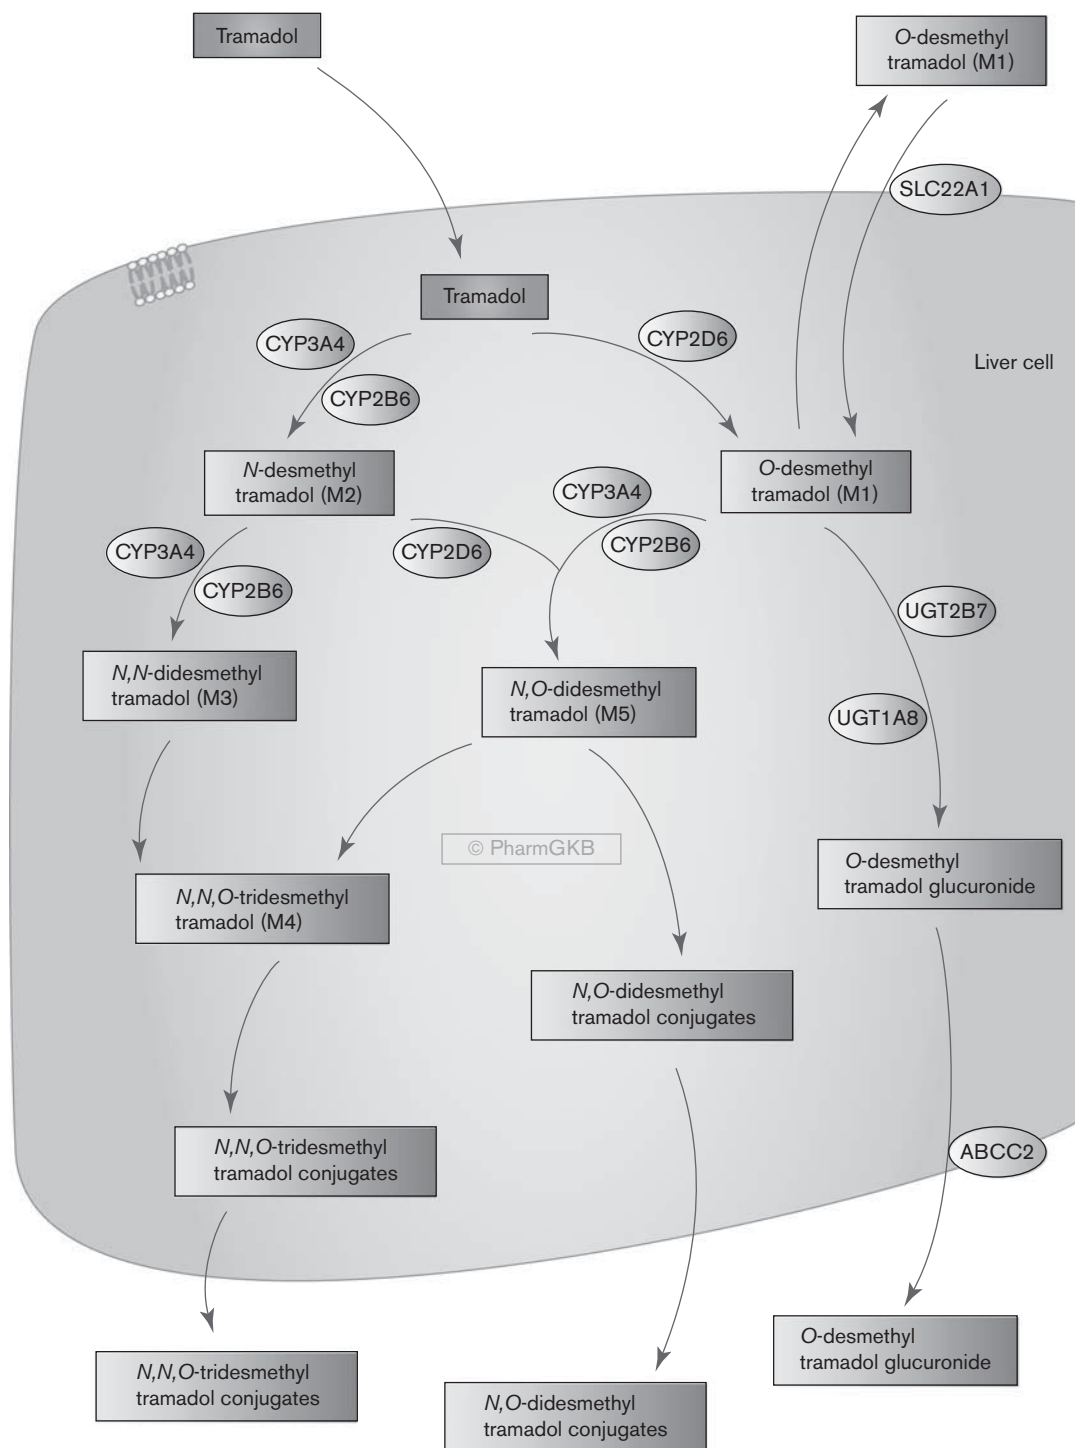 Tramadol
O-desmethyl
tramadol (M1)
SLC22A1
Tramadol
CYP3A4
CYP2D6
Liver cell
CYP2B6
N-desmethyl
tramadol (M2)
O-desmethyl
tramadol (M1)
CYP3A4
CYP3A4
CYP2D6
CYP2B6
CYP2B6
UGT2B7
N,N-didesmethyl
tramadol (M3)
N,O-didesmethyl
tramadol (M5)
UGT1A8
© PharmGKB
O-desmethyl
tramadol glucuronide
N,N,O-tridesmethyl
tramadol (M4)
N,O-didesmethyl
tramadol conjugates
N,N,O-tridesmethyl
tramadol conjugates
ABCC2
O-desmethyl
tramadol glucuronide
N,N,O-tridesmethyl
tramadol conjugates
N,O-didesmethyl
tramadol conjugates